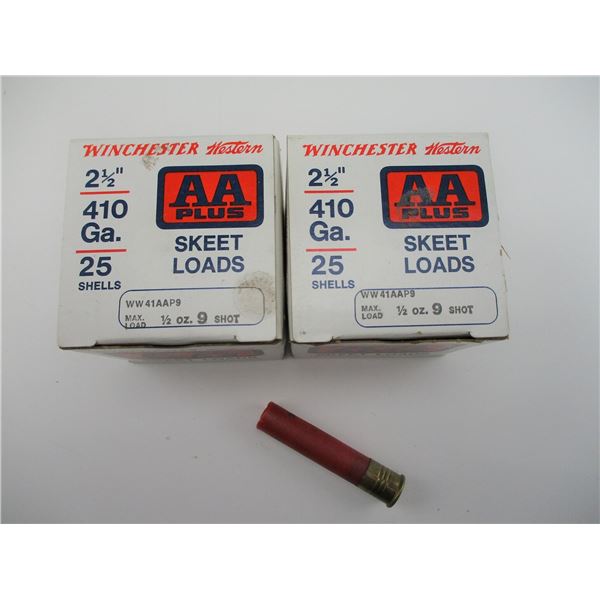 WINCHESTER Western
2½"
410
Ga.
25
SHELLS
AA
PLUS
SKEET
LOADS
WW41AAP9
MAX.
LOAD ½ oz. 9 SHOT
WINCHESTER Western
2½"
410
Ga.
25
SHELLS
AA
PLUS
SKEET
LOADS
WW41AAP9
MAX.
LOAD ½ oz. 9 SHOT